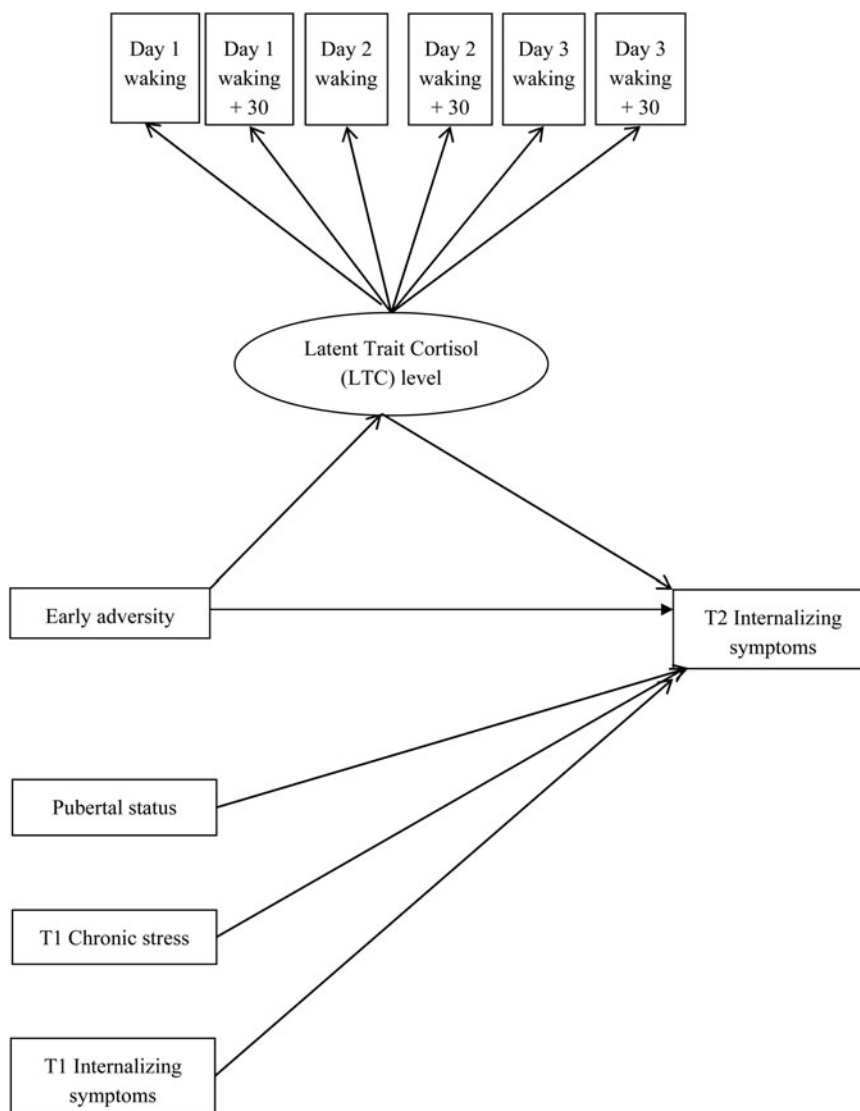 Day 1
waking
Day 1
waking
+ 30
Day 2
waking
Day 2
waking
+ 30
Day 3
waking
Day 3
waking
+ 30
Latent Trait Cortisol
(LTC) level
Early adversity
T2 Internalizing
symptoms
Pubertal status
T1 Chronic stress
T1 Internalizing
symptoms